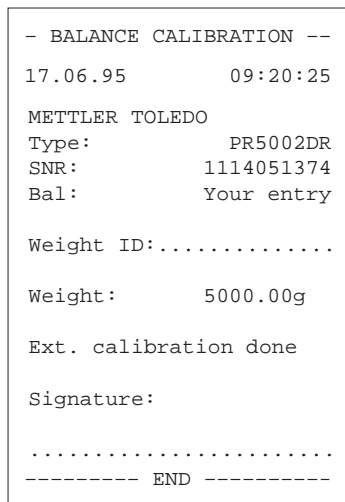 – BALANCE CALIBRATION ––
17.06.95 09:20:25
METTLER TOLEDO
Type: PR5002DR
SNR: 1114051374
Bal: Your entry
Weight ID:..............
Weight: 5000.00g
Ext. calibration done
Signature:
........................
––––––––– END ––––––––––